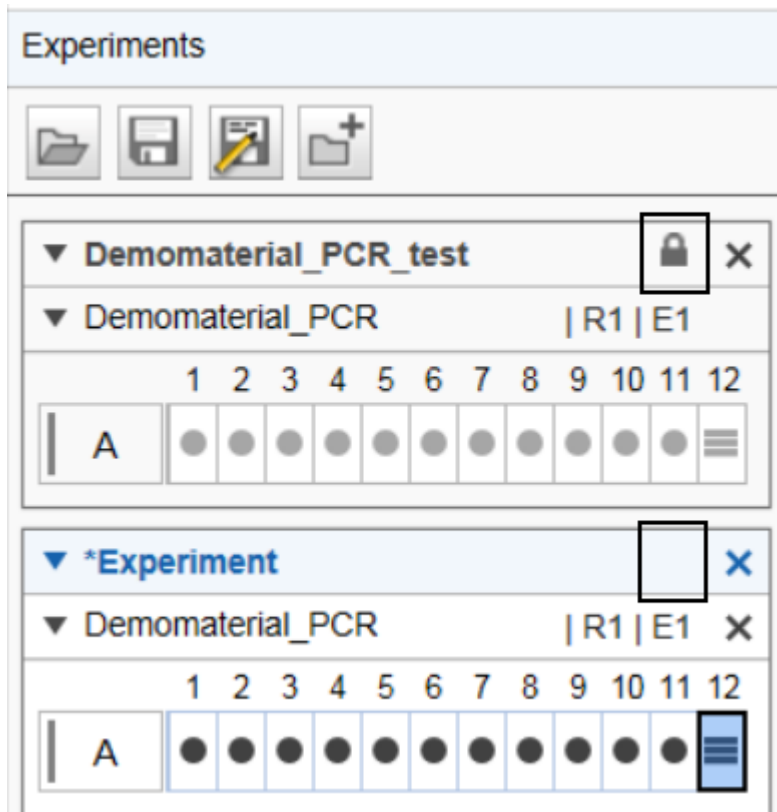 Experiments
Demomaterial_PCR_test
Demomaterial_PCR | R1 | E1
1 2 3 4 5 6 7 8 9 10 11 12
A
*Experiment
Demomaterial_PCR | R1 | E1
1 2 3 4 5 6 7 8 9 10 11 12
A